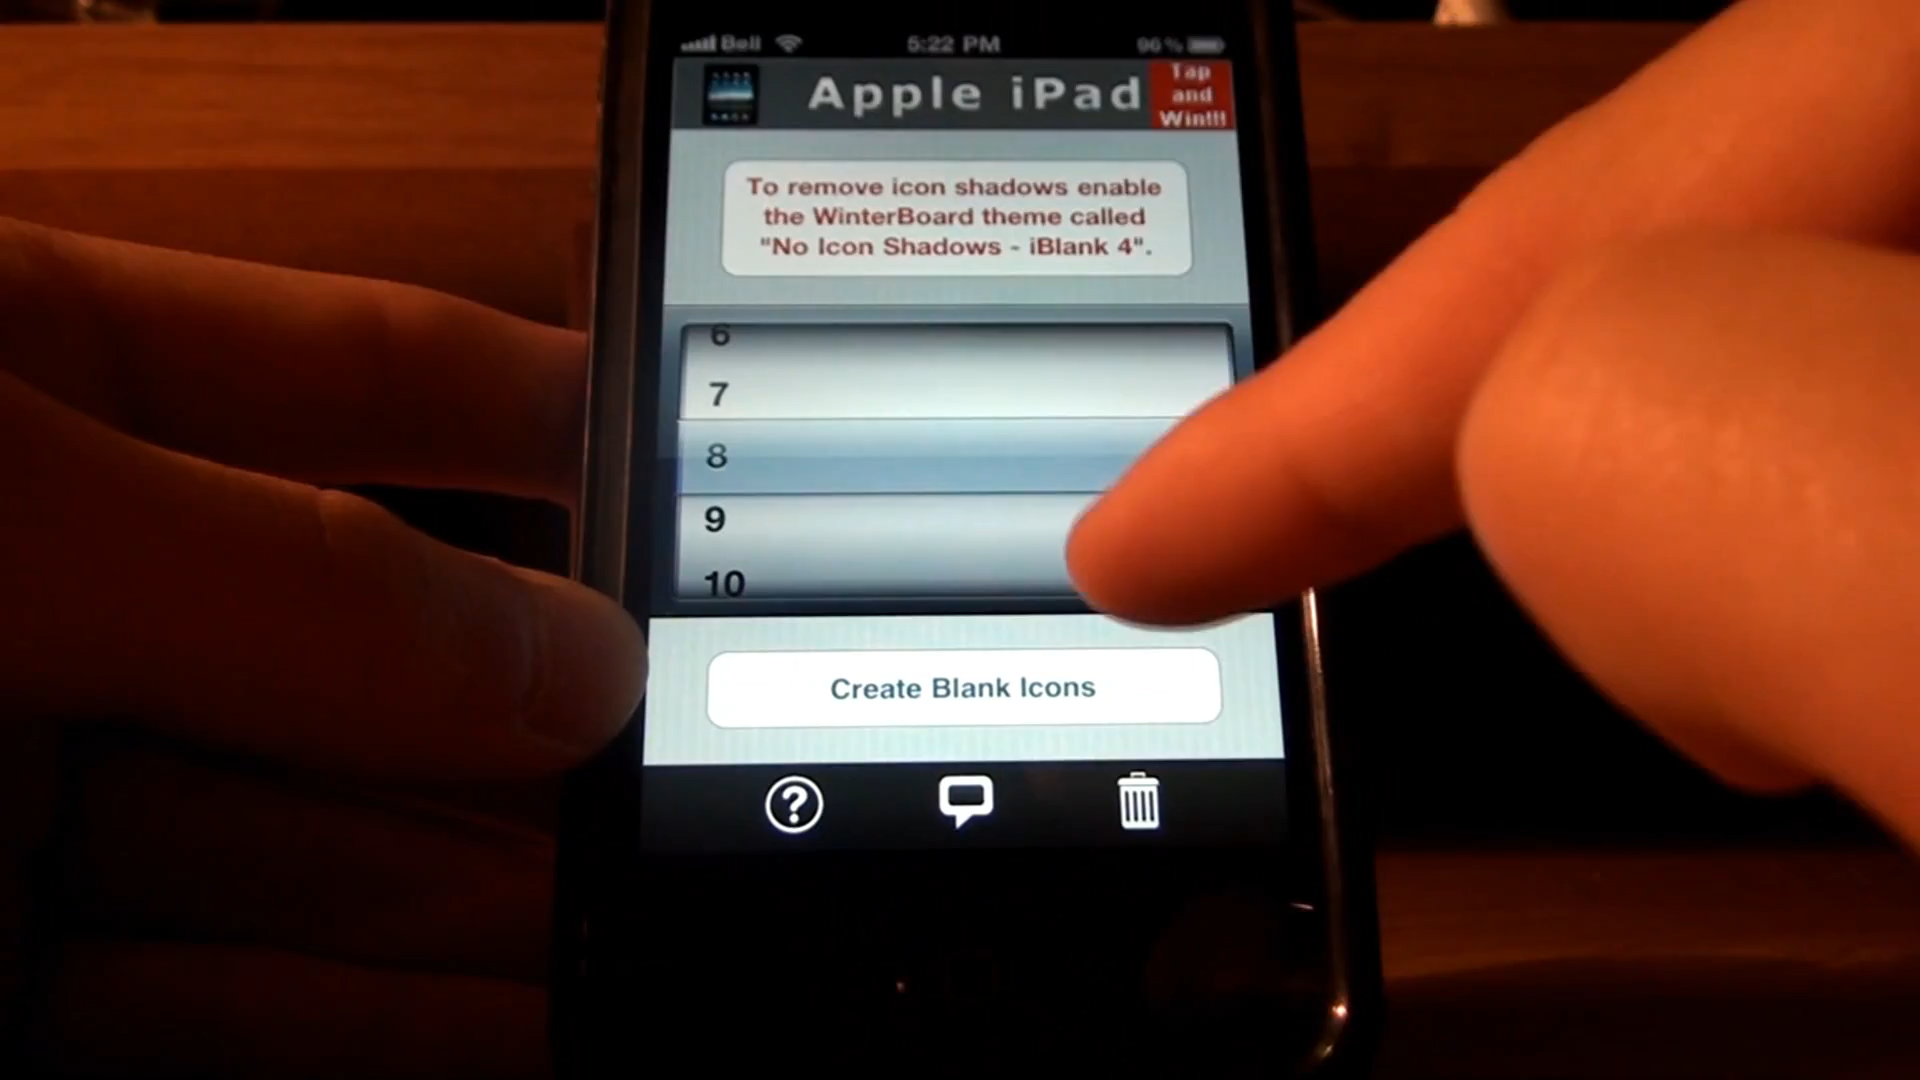 Bell 5:22 PM 96%
Apple iPad
Tap
and
Win!!!
To remove icon shadows enable
the WinterBoard theme called
"No Icon Shadows - iBlank 4".
6
7
8
9
10
Create Blank Icons
?